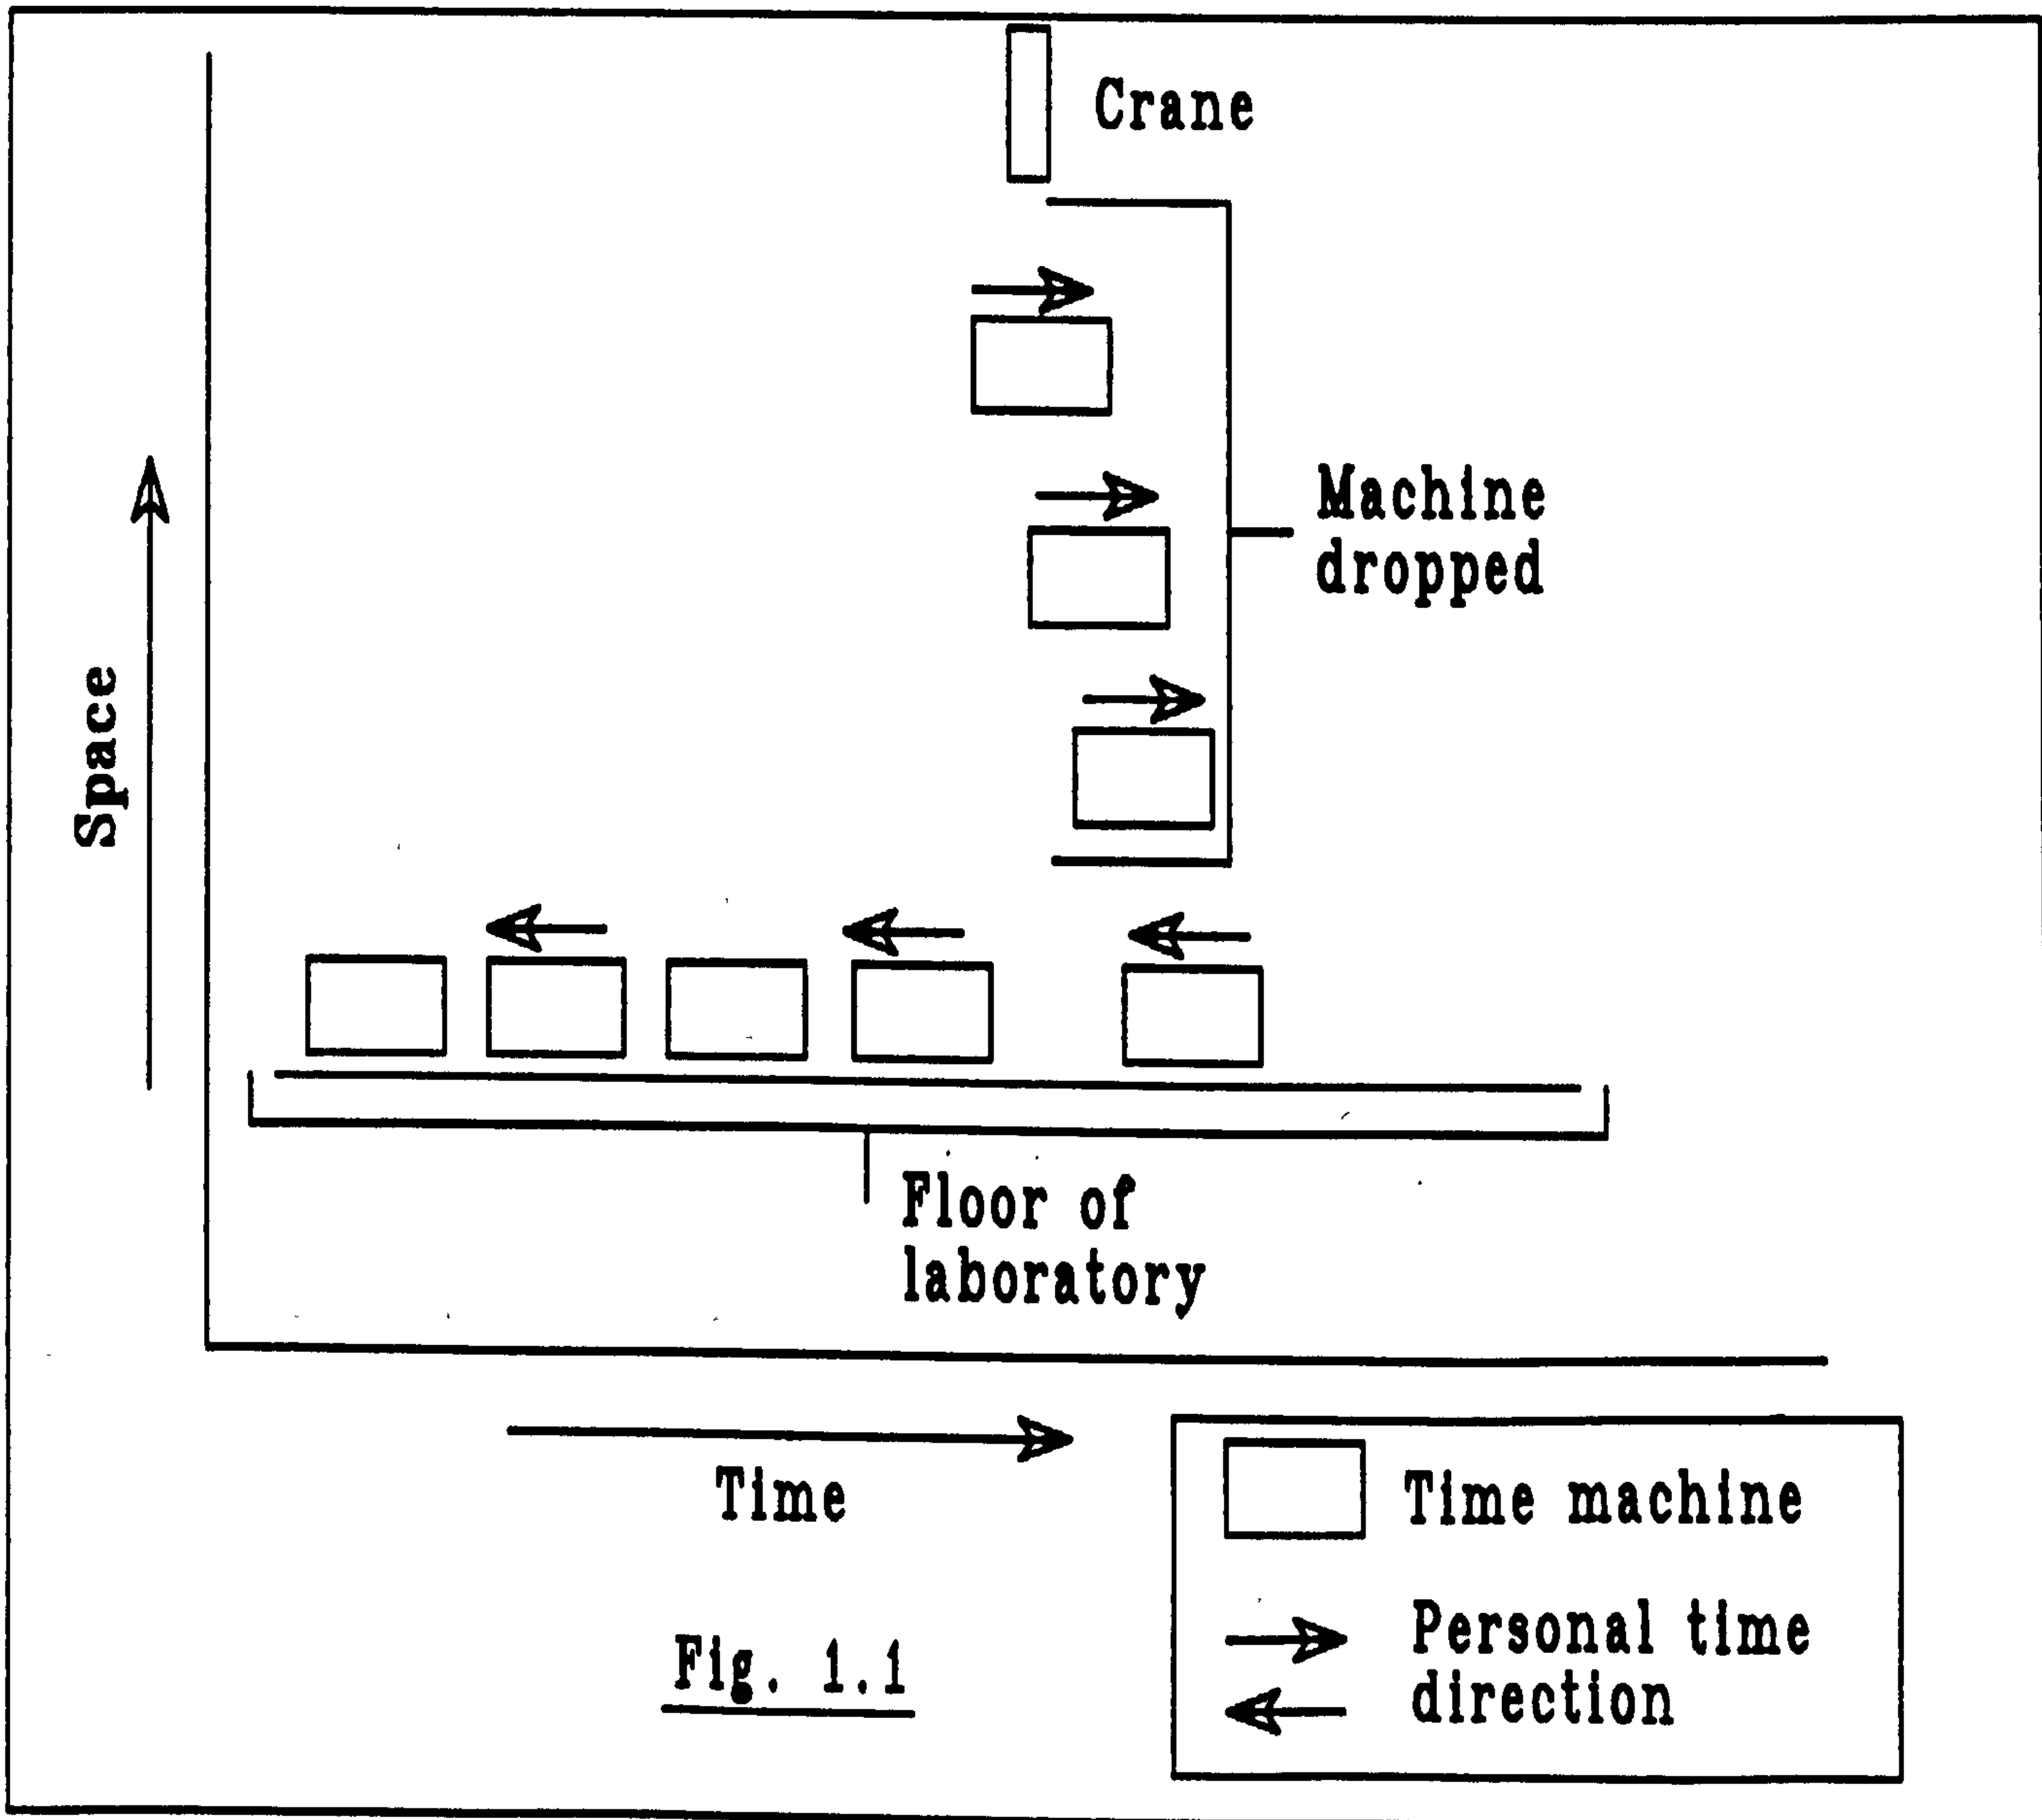 Crane
Machine
dropped
Space
Floor of
laboratory
Time
Time machine
Personal time
direction
Fig. 1.1